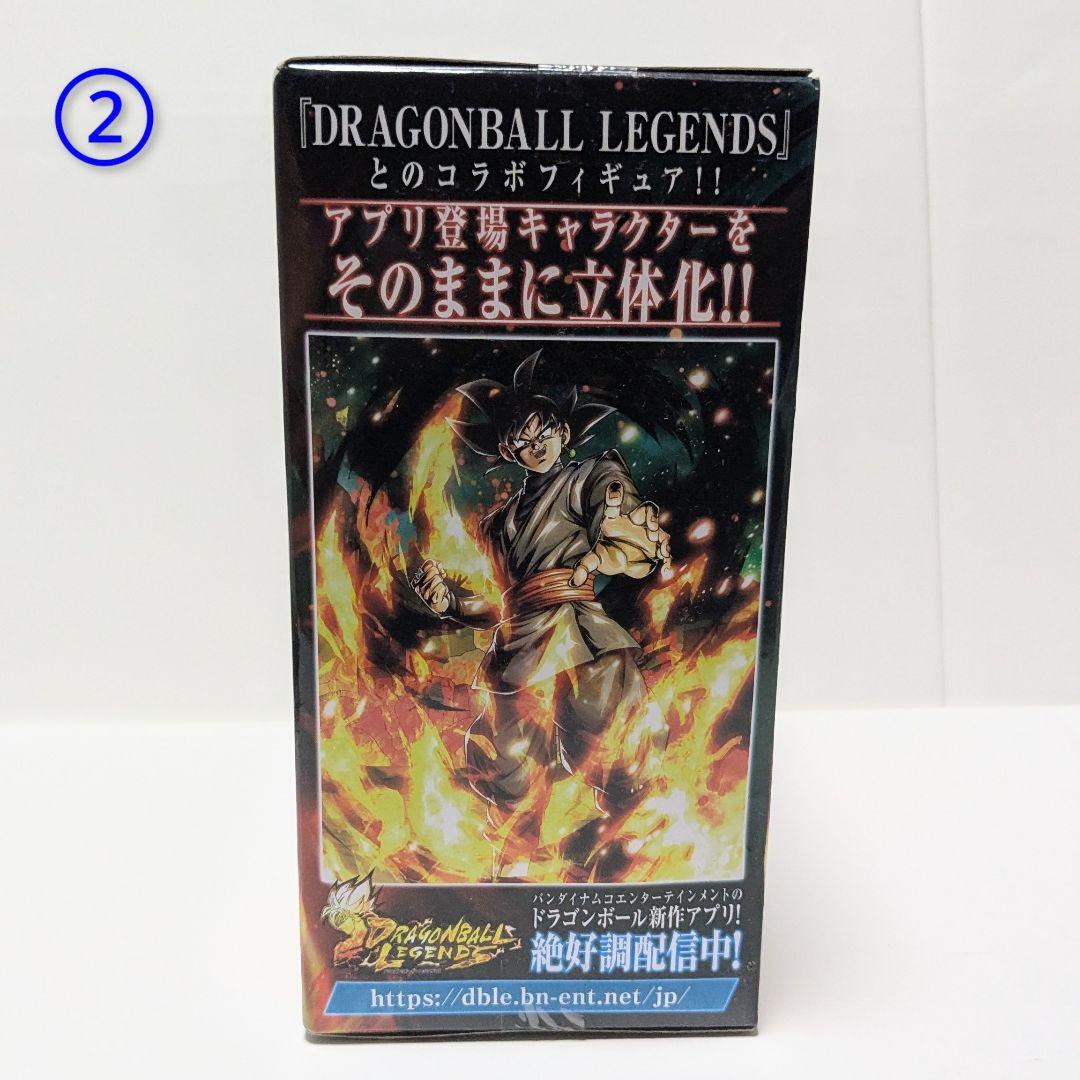 ②
『DRAGONBALL LEGENDS』
とのコラボフィギュア!!
アプリ登場キャラクターを
そのままに立体化!!
DRAGONBALL
LEGENDS
バンダイナムコエンターテインメントの
ドラゴンボール新作アプリ!
絶好調配信中!
https://dble.bn-ent.net/jp/